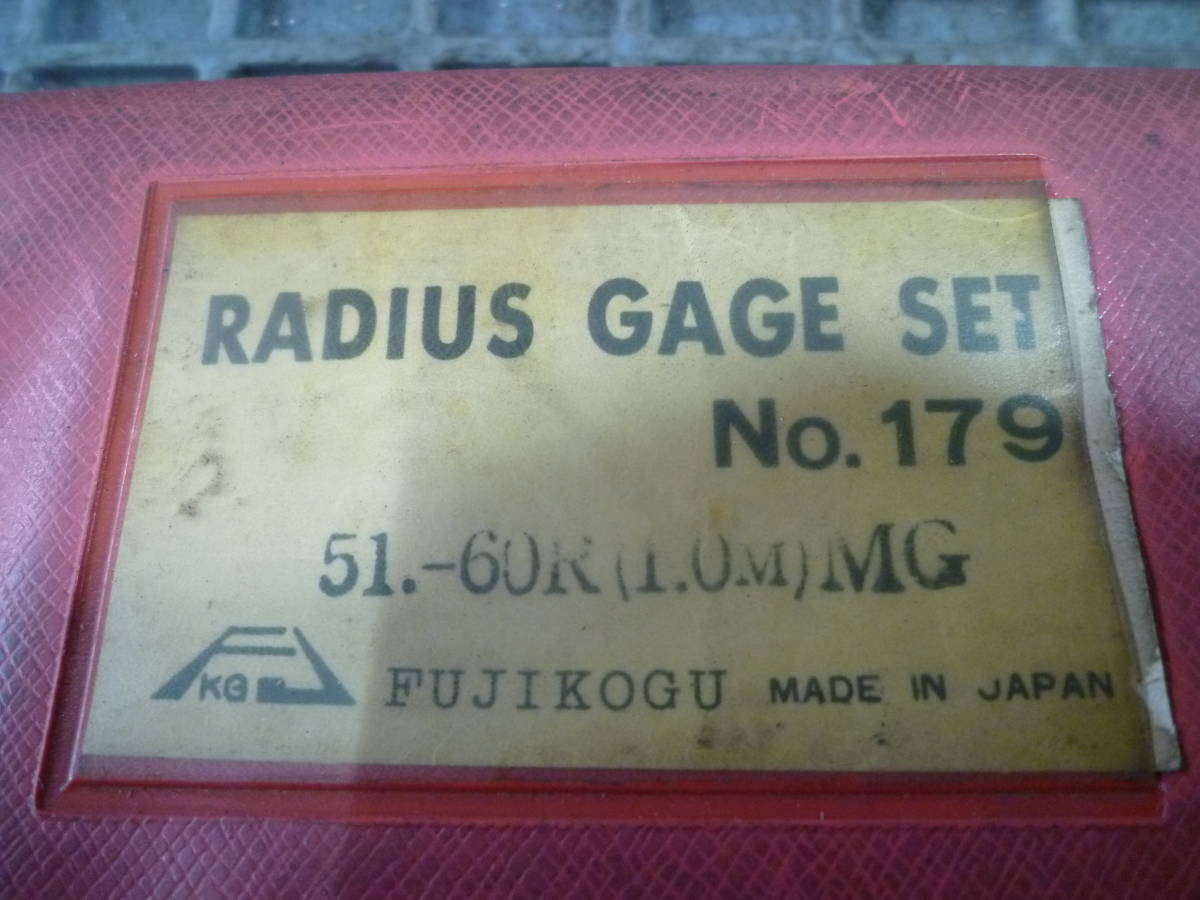 RADIUS GAGE SET
No. 179
51.-60R (1.0M) MG
KG FUJIKOGU MADE IN JAPAN